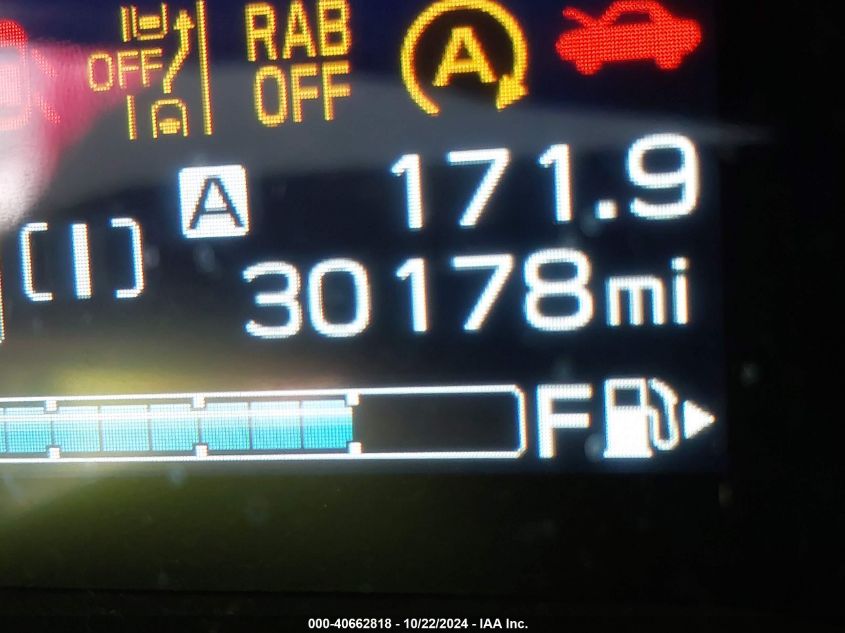 RAB
OFF
OFF
A
A
171.9
30178mi
F
000-40662818 - 10/22/2024 - IAA Inc.